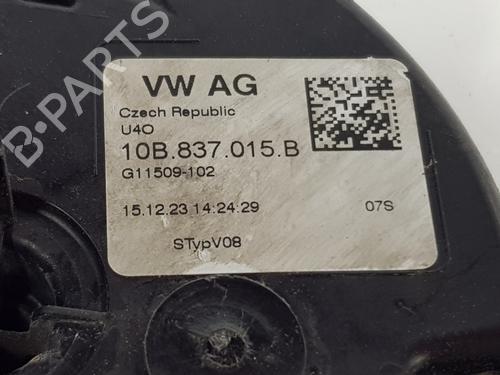 B-PARTS
VW AG
Czech Republic
U4O
10B.837.015.B
G11509-102
15.12.23 14:24:29 07S
STypV08